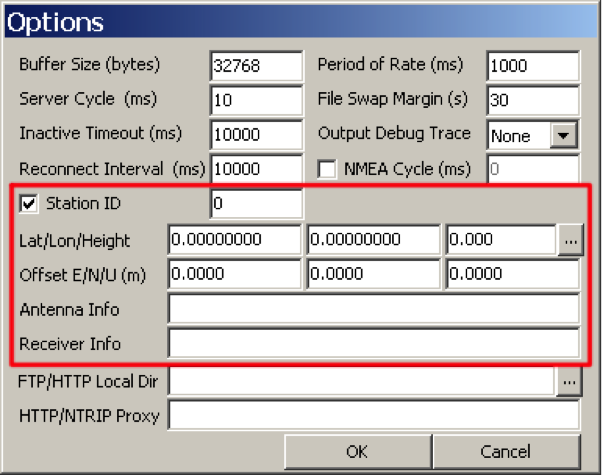 Options
Buffer Size (bytes) 32768 Period of Rate (ms) 1000
Server Cycle (ms) 10 File Swap Margin (s) 30
Inactive Timeout (ms) 10000 Output Debug Trace None
Reconnect Interval (ms) 10000 NMEA Cycle (ms) 0
Station ID 0
Lat/Lon/Height 0.00000000 0.00000000 0.000 ...
Offset E/N/U (m) 0.0000 0.0000 0.0000
Antenna Info
Receiver Info
FTP/HTTP Local Dir ...
HTTP/NTRIP Proxy
OK Cancel